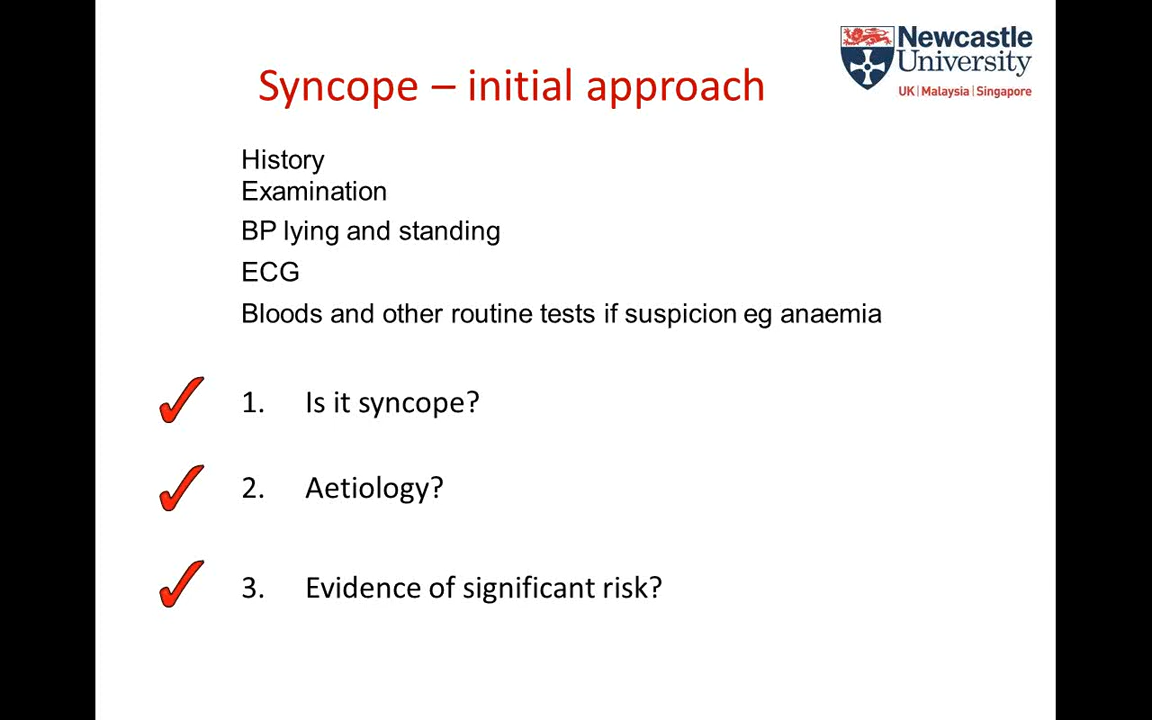 Newcastle
University
UK | Malaysia | Singapore
Syncope – initial approach
History
Examination
BP lying and standing
ECG
Bloods and other routine tests if suspicion eg anaemia
1. Is it syncope?
2. Aetiology?
3. Evidence of significant risk?